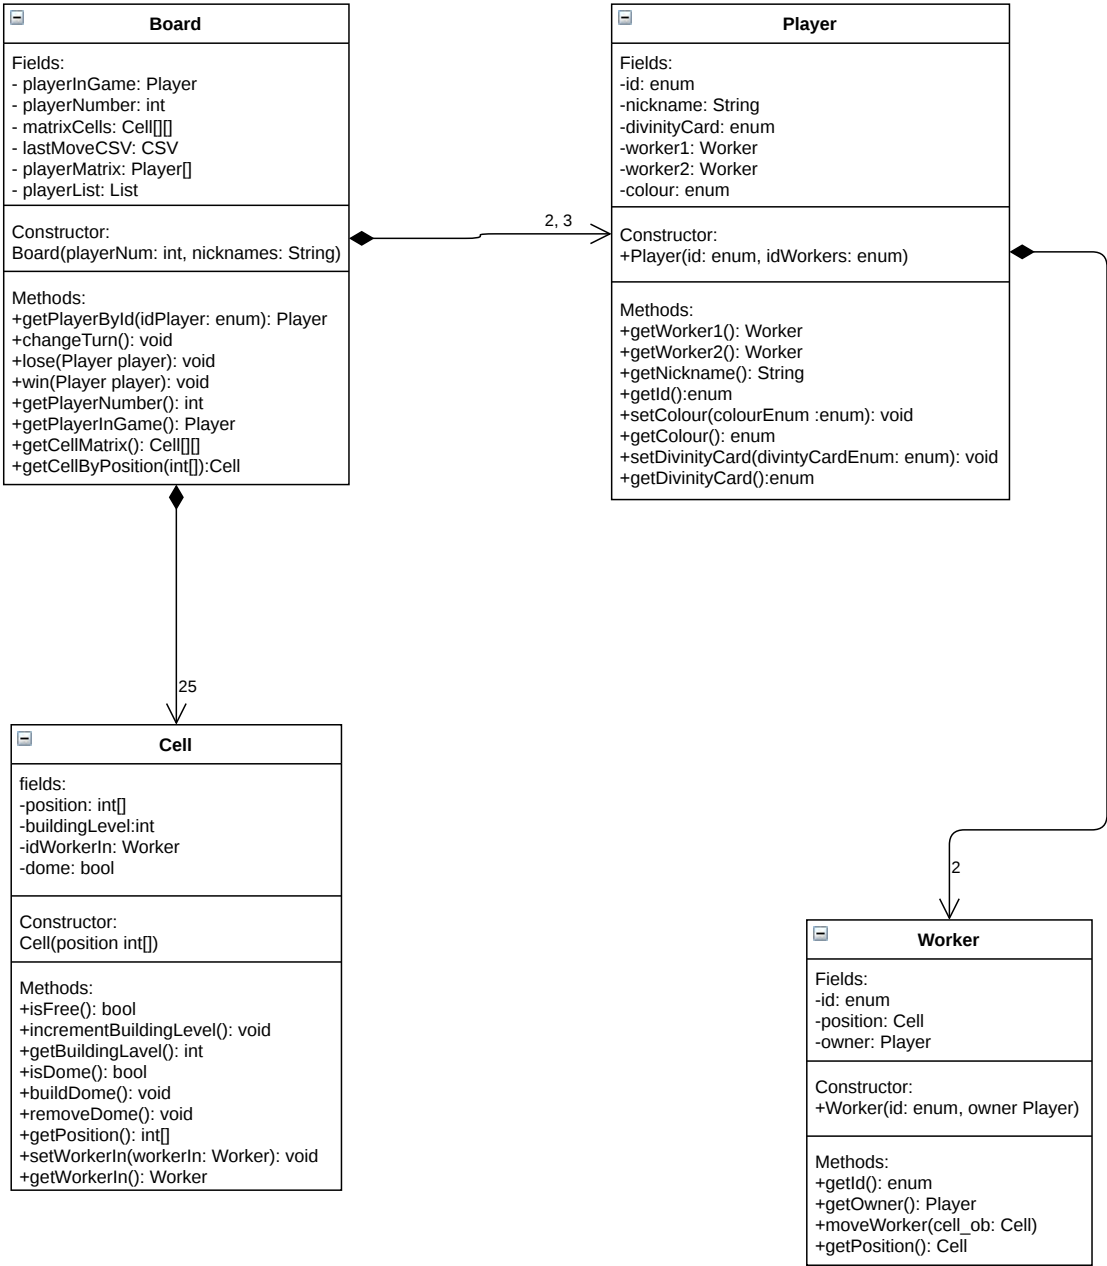 Board
Fields:
- playerInGame: Player
- playerNumber: int
- matrixCells: Cell[][]
- lastMoveCSV: CSV
- playerMatrix: Player[]
- playerList: List
Constructor:
Board(playerNum: int, nicknames: String)
Methods:
+getPlayerById(idPlayer: enum): Player
+changeTurn(): void
+lose(Player player): void
+win(Player player): void
+getPlayerNumber(): int
+getPlayerInGame(): Player
+getCellMatrix(): Cell[][]
+getCellByPosition(int[]):Cell
2, 3
Player
Fields:
-id: enum
-nickname: String
-divinityCard: enum
-worker1: Worker
-worker2: Worker
-colour: enum
Constructor:
+Player(id: enum, idWorkers: enum)
Methods:
+getWorker1(): Worker
+getWorker2(): Worker
+getNickname(): String
+getId():enum
+setColour(colourEnum :enum): void
+getColour(): enum
+setDivinityCard(divintyCardEnum: enum): void
+getDivinityCard():enum
25
Cell
fields:
-position: int[]
-buildingLevel:int
-idWorkerIn: Worker
-dome: bool
Constructor:
Cell(position int[])
Methods:
+isFree(): bool
+incrementBuildingLevel(): void
+getBuildingLavel(): int
+isDome(): bool
+buildDome(): void
+removeDome(): void
+getPosition(): int[]
+setWorkerIn(workerIn: Worker): void
+getWorkerIn(): Worker
2
Worker
Fields:
-id: enum
-position: Cell
-owner: Player
Constructor:
+Worker(id: enum, owner Player)
Methods:
+getId(): enum
+getOwner(): Player
+moveWorker(cell_ob: Cell)
+getPosition(): Cell